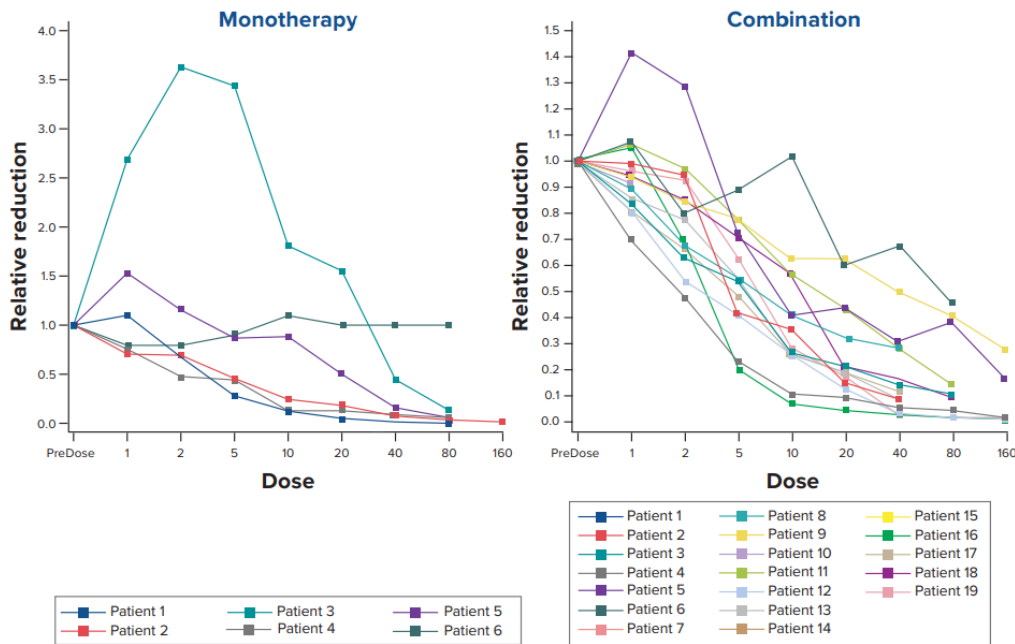 Monotherapy
Relative reduction
4.0
3.5
3.0
2.5
2.0
1.5
1.0
0.5
0.0
PreDose 1 2 5 10 20 40 80 160
Dose
Patient 1 Patient 3 Patient 5
Patient 2 Patient 4 Patient 6
Combination
Relative reduction
1.5
1.4
1.3
1.2
1.1
1.0
0.9
0.8
0.7
0.6
0.5
0.4
0.3
0.2
0.1
0.0
PreDose 1 2 5 10 20 40 80 160
Dose
Patient 1 Patient 8 Patient 15
Patient 2 Patient 9 Patient 16
Patient 3 Patient 10 Patient 17
Patient 4 Patient 11 Patient 18
Patient 5 Patient 12 Patient 19
Patient 6 Patient 13
Patient 7 Patient 14